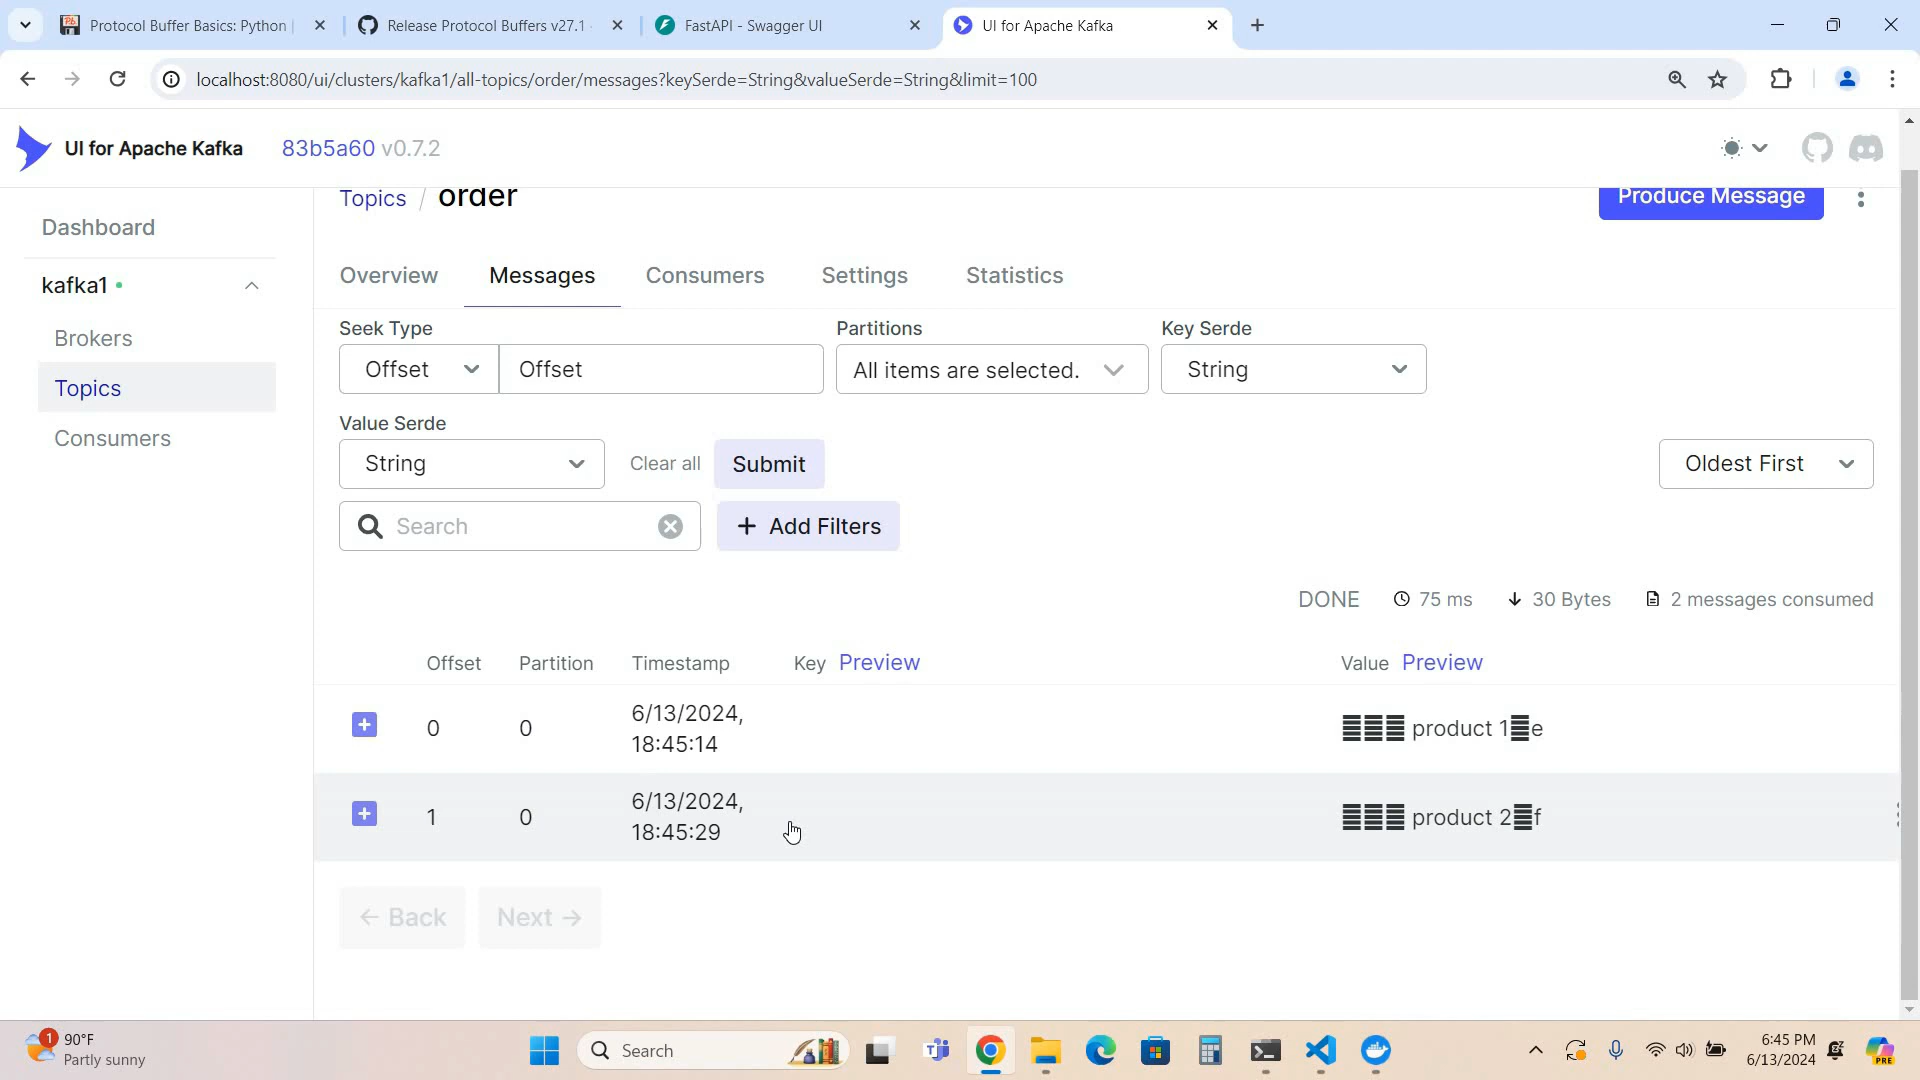 Protocol Buffer Basics: Python
Release Protocol Buffers v27.1
FastAPI - Swagger UI
UI for Apache Kafka
localhost:8080/ui/clusters/kafka1/all-topics/order/messages?keySerde=String&valueSerde=String&limit=100
UI for Apache Kafka 83b5a60 v0.7.2
Topics / order
Produce Message
Dashboard
kafka1
Brokers
Topics
Consumers
Overview Messages Consumers Settings Statistics
Seek Type Partitions Key Serde
Offset Offset All items are selected. String
Value Serde
String Clear all Submit Oldest First
Search + Add Filters
DONE 75 ms 30 Bytes 2 messages consumed
Offset Partition Timestamp Key Preview Value Preview
0 0 6/13/2024,
18:45:14
product 1 e
1 0 6/13/2024,
18:45:29
product 2 f
← Back Next →
1 90°F
Partly sunny
Search
6:45 PM
6/13/2024
PRE